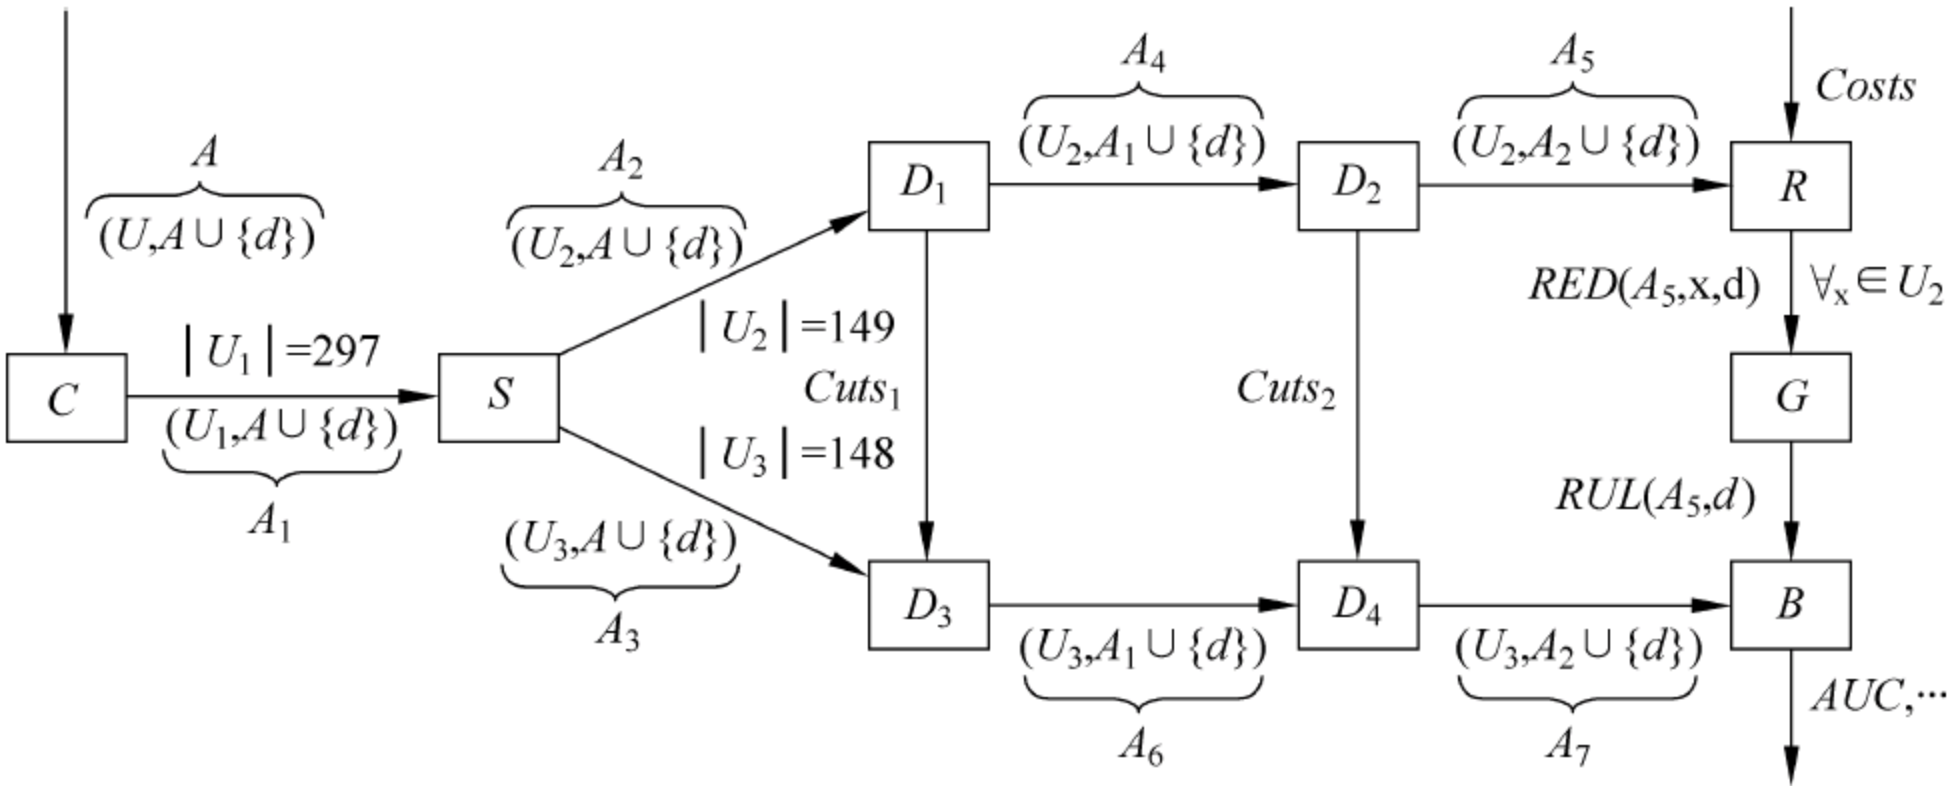 A
(U,A∪{d})
C
|U₁|=297
(U₁,A∪{d})
A₁
S
A₂
(U₂,A∪{d})
|U₂|=149
|U₃|=148
(U₃,A∪{d})
A₃
D₁
Cuts₁
D₃
A₄
(U₂,A₁∪{d})
D₂
Cuts₂
D₄
(U₃,A₁∪{d})
A₆
A₅
(U₂,A₂∪{d})
Costs
R
RED(A₅,x,d) ∀ₓ∈U₂
G
RUL(A₅,d)
B
(U₃,A₂∪{d})
A₇
AUC,···